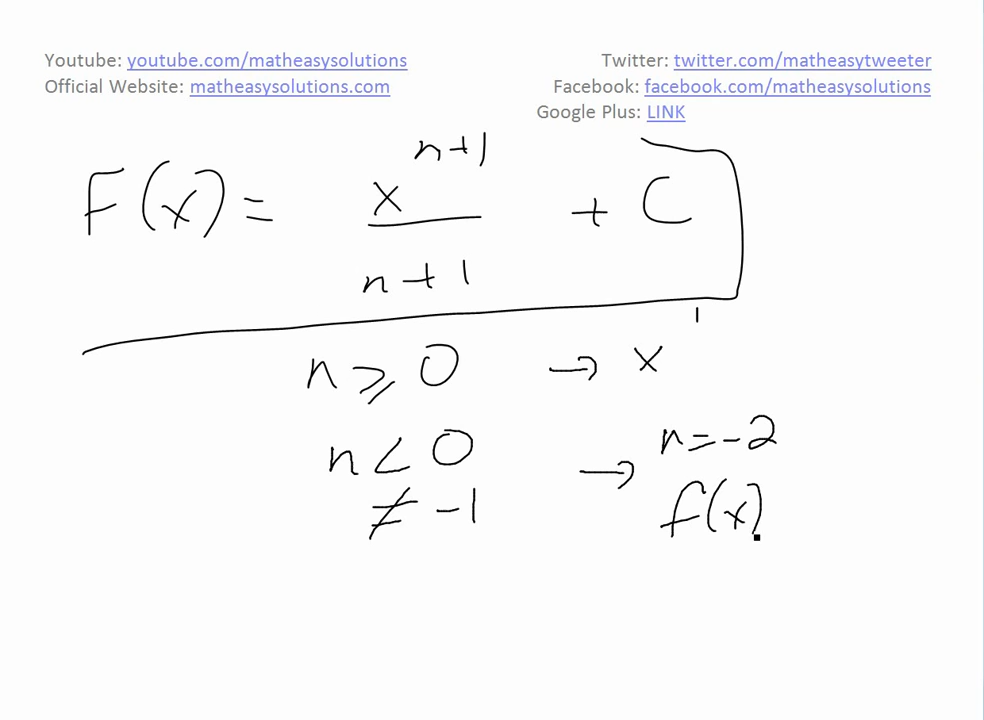 Youtube: youtube.com/matheasysolutions
Twitter: twitter.com/matheasytweeter
Official Website: matheasysolutions.com
Facebook: facebook.com/matheasysolutions
Google Plus: LINK
F(x) = x^(n+1) / (n+1) + C
n ≥ 0 → x^1
n < 0 → n = -2
≠ -1 f(x)